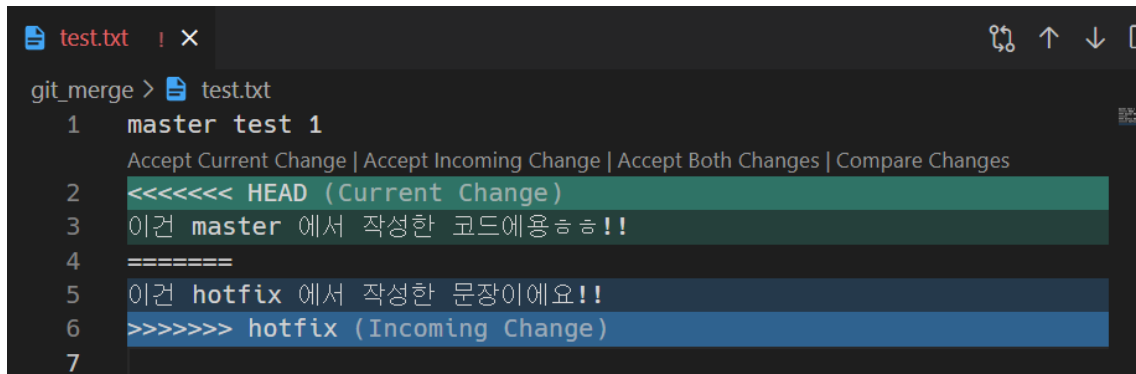 test.txt !
git_merge > test.txt
1 master test 1
Accept Current Change | Accept Incoming Change | Accept Both Changes | Compare Changes
2 <<<<<<< HEAD (Current Change)
3 이건 master 에서 작성한 코드에용ㅎㅎ!!
4 =======
5 이건 hotfix 에서 작성한 문장이에요!!
6 >>>>>>> hotfix (Incoming Change)
7